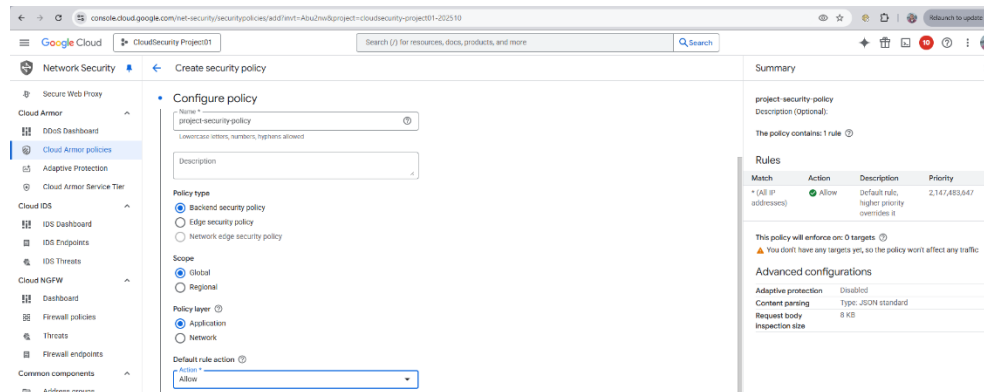 console.cloud.google.com/net-security/securitypolicies/add?invt=Abu2nw&project=cloudsecurity-project01-202510
Relaunch to update
Google Cloud
CloudSecurity Project01
Search (/) for resources, docs, products, and more
Search
10
Network Security
Create security policy
Summary
Secure Web Proxy
Cloud Armor
DDoS Dashboard
Cloud Armor policies
Adaptive Protection
Cloud Armor Service Tier
Cloud IDS
IDS Dashboard
IDS Endpoints
IDS Threats
Cloud NGFW
Dashboard
Firewall policies
Threats
Firewall endpoints
Common components
Address groups
Configure policy
Name *
project-security-policy
Lowercase letters, numbers, hyphens allowed
Description
Policy type
Backend security policy
Edge security policy
Network edge security policy
Scope
Global
Regional
Policy layer
Application
Network
Default rule action
Action *
Allow
project-security-policy
Description (Optional):
The policy contains: 1 rule
Rules
Match Action Description Priority
* (All IP addresses) Allow Default rule, higher priority overrides it 2,147,483,647
This policy will enforce on: 0 targets
You don't have any targets yet, so the policy won't affect any traffic
Advanced configurations
Adaptive protection Disabled
Content parsing Type: JSON standard
Request body inspection size 8 KB